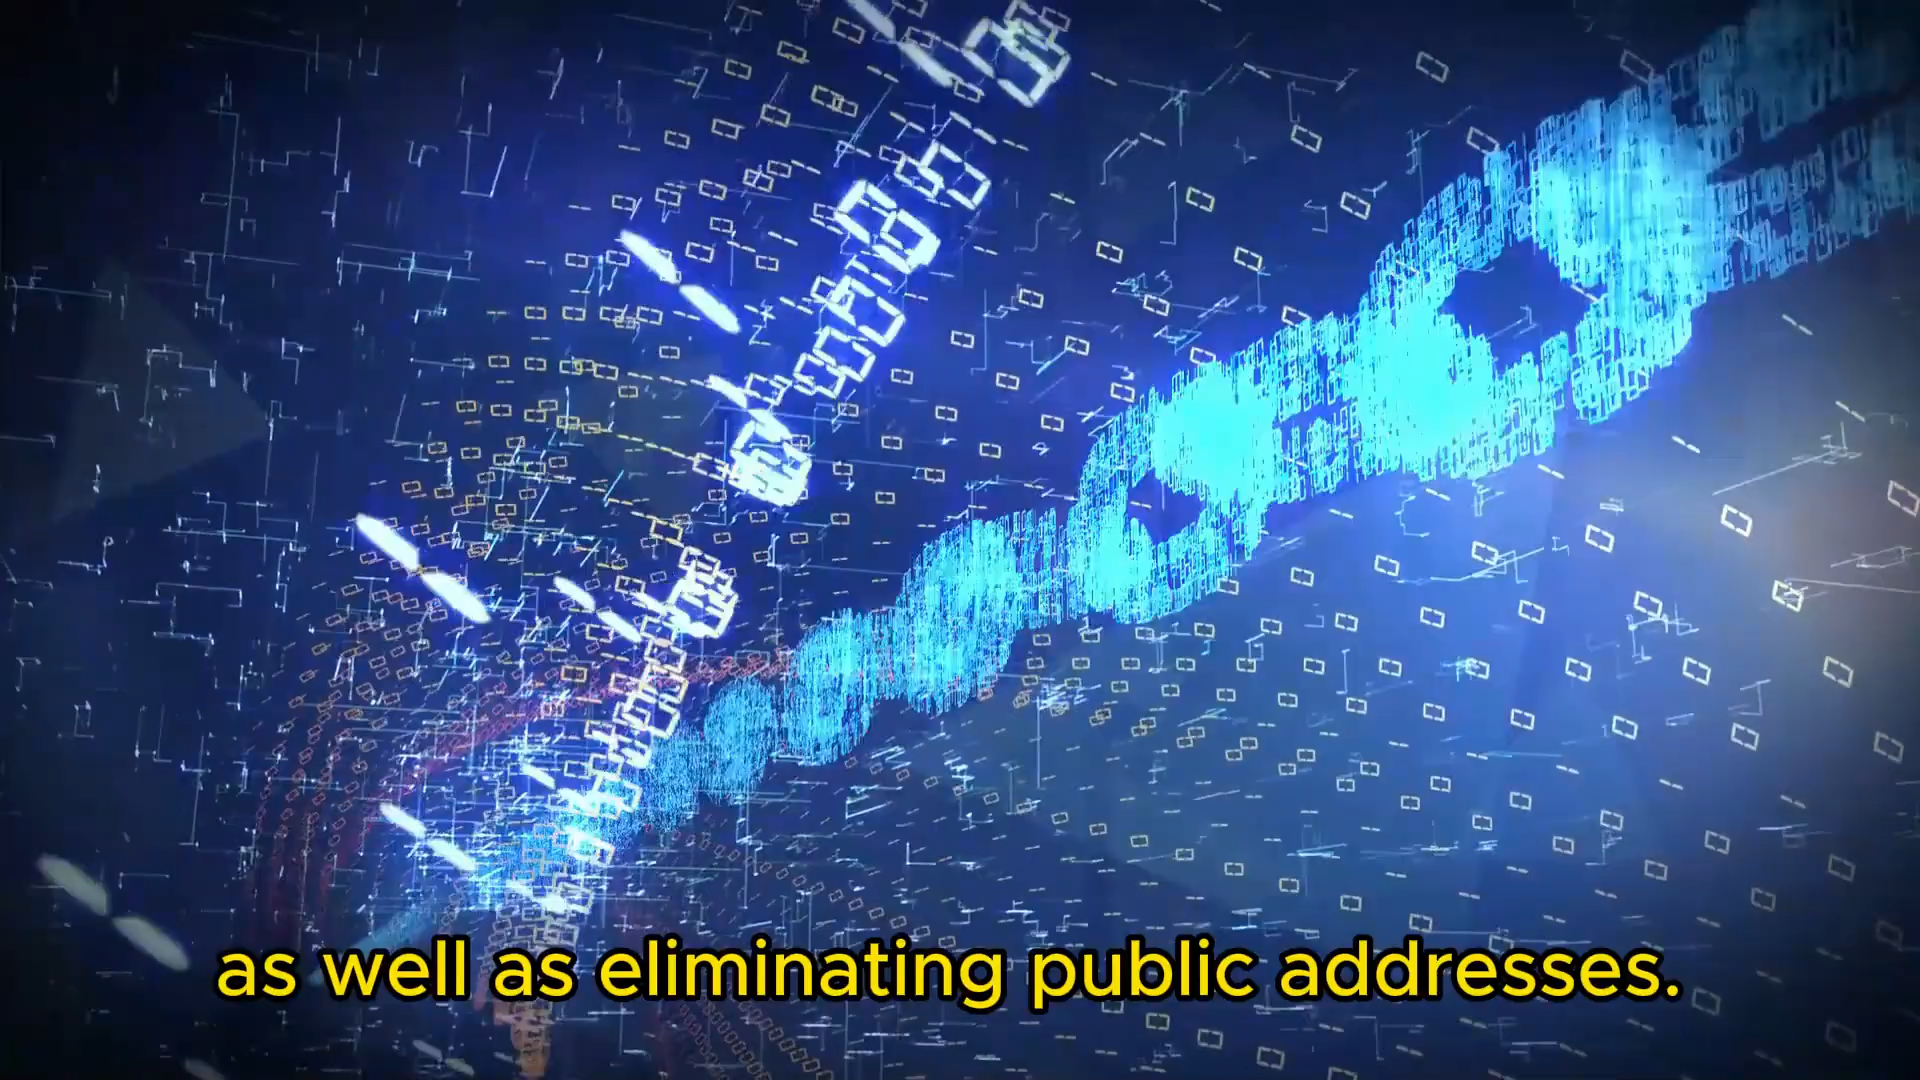 as well as eliminating public addresses.